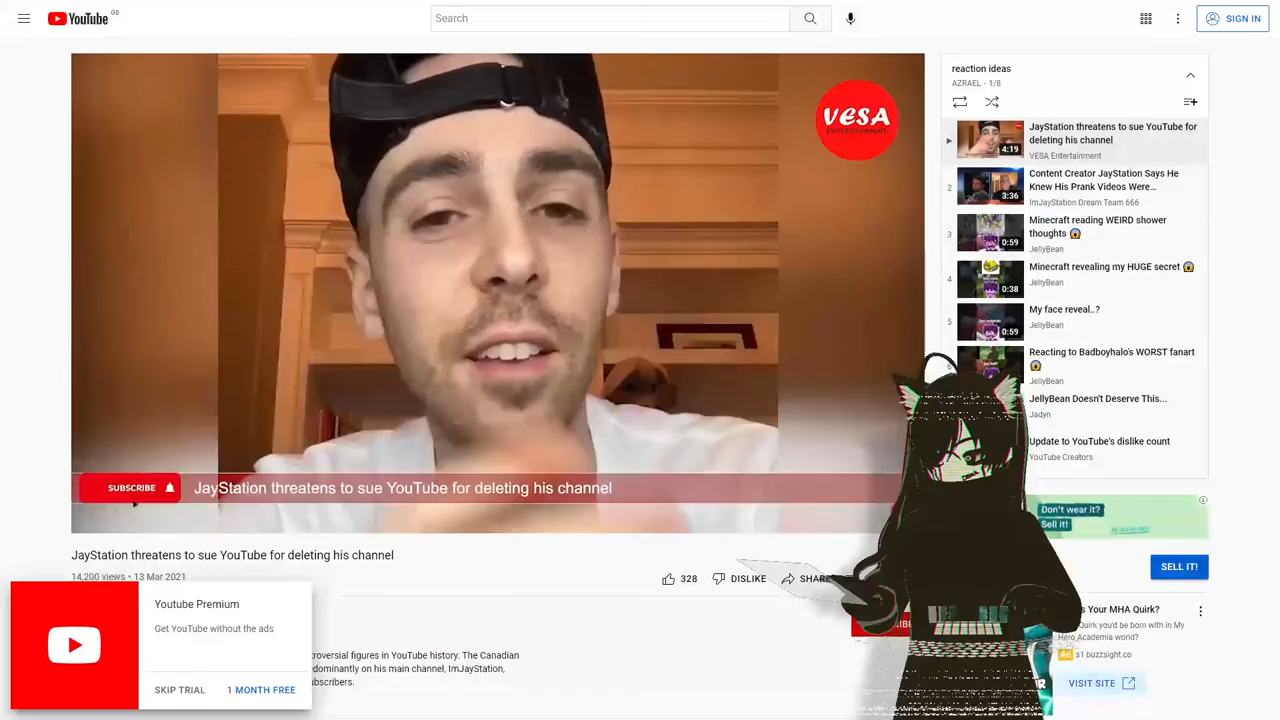 YouTube GB
Search
SIGN IN
VESA
ENTERTAINMENT
SUBSCRIBE
JayStation threatens to sue YouTube for deleting his channel
JayStation threatens to sue YouTube for deleting his channel
14,200 views • 13 Mar 2021
328
DISLIKE
SHARE
Youtube Premium
Get YouTube without the ads
SKIP TRIAL
1 MONTH FREE
ersial figures in YouTube history. The Canadian
dominantly on his main channel, ImJayStation,
bscribers.
reaction ideas
AZRAEL - 1/8
4:19
JayStation threatens to sue YouTube for
deleting his channel
VESA Entertainment
2
3:36
Content Creator JayStation Says He
Knew His Prank Videos Were...
ImJayStation Dream Team 666
3
0:59
Minecraft reading WEIRD shower
thoughts 😱
JellyBean
4
0:38
Minecraft revealing my HUGE secret 😱
JellyBean
5
0:59
My face reveal..?
JellyBean
6
Reacting to Badboyhalo's WORST fanart
😱
JellyBean
JellyBean Doesn't Deserve This...
Jadyn
Update to YouTube's dislike count
YouTube Creators
Don't wear it?
Sell it!
SELL IT!
s Your MHA Quirk?
Quirk you'd be born with in My
Hero Academia world?
Ad
s1.buzzsight.co
VISIT SITE